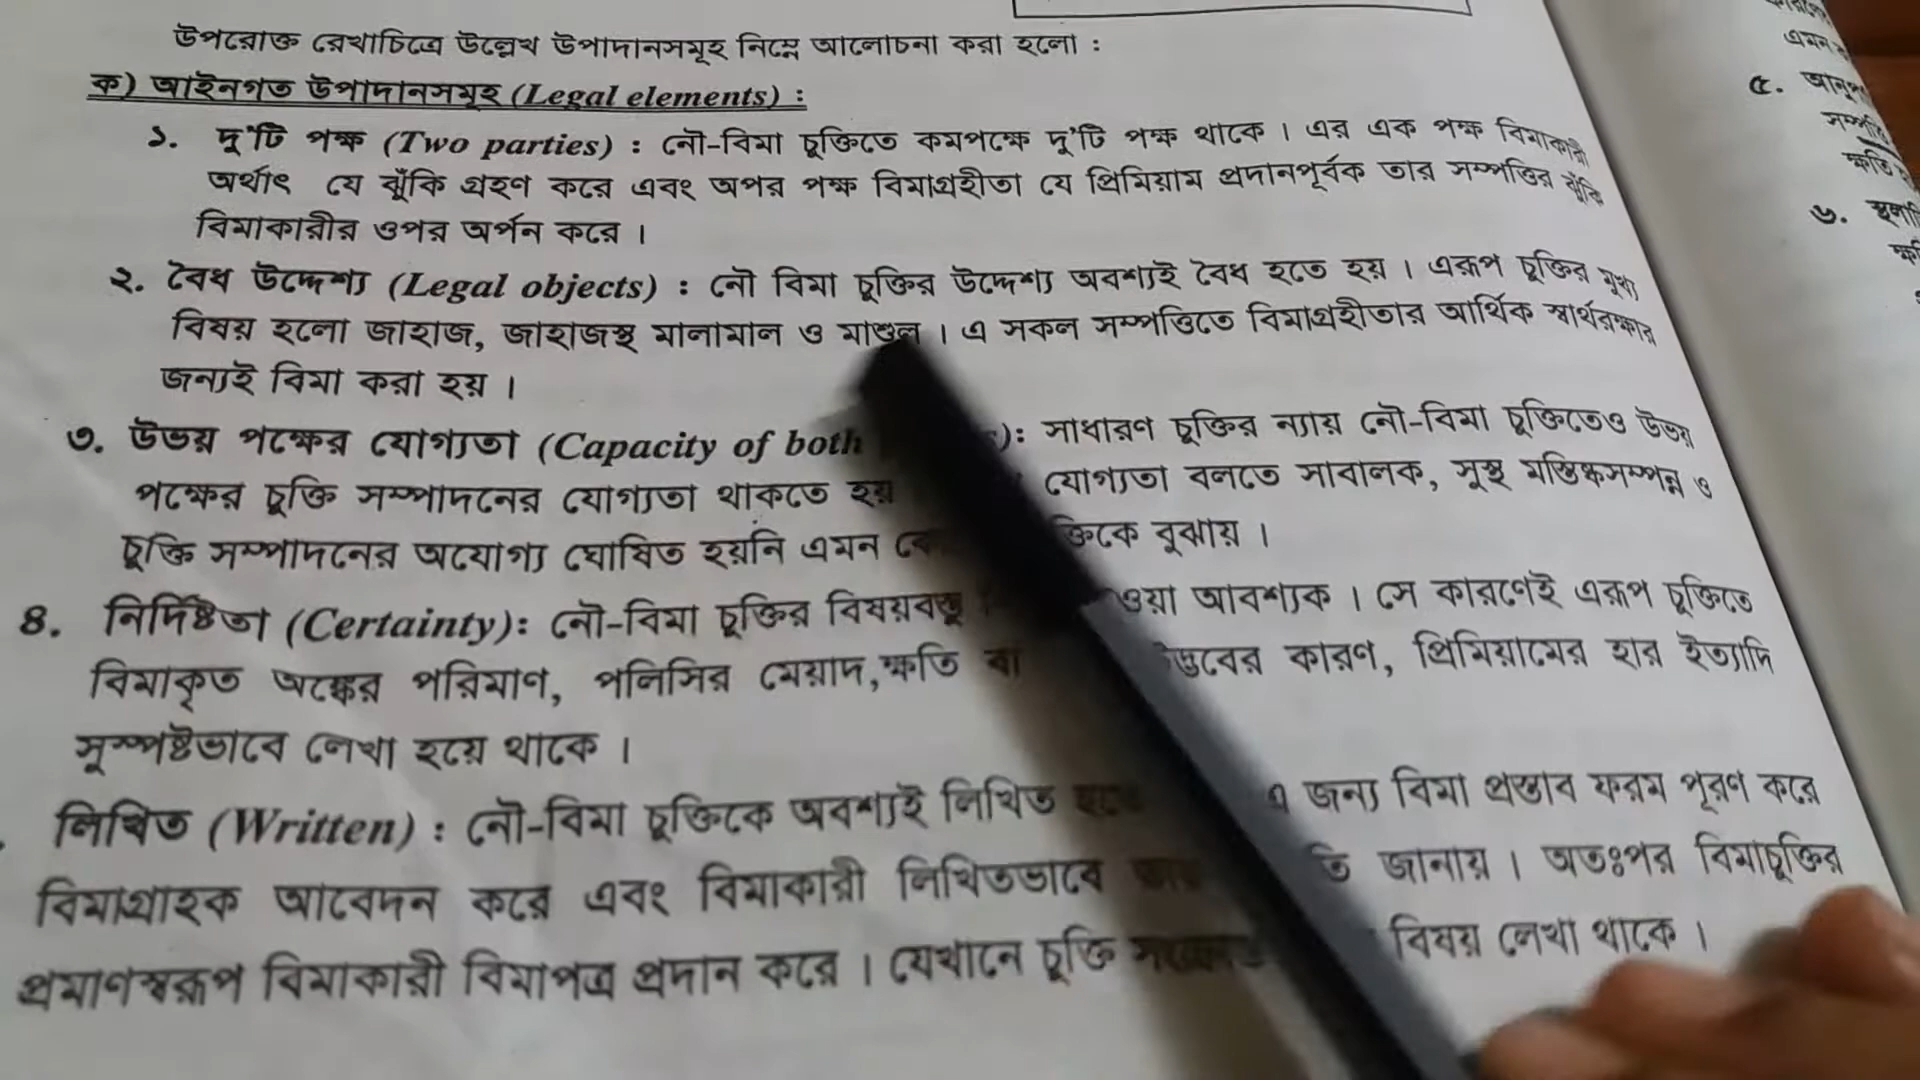 উপরোক্ত রেখাচিত্রে উল্লেখ উপাদানসমূহ নিম্নে আলোচনা করা হলো :
ক) আইনগত উপাদানসমূহ (Legal elements) :
১. দু'টি পক্ষ (Two parties) : নৌ-বিমা চুক্তিতে কমপক্ষে দু'টি পক্ষ থাকে । এর এক পক্ষ বিমাকারী
অর্থাৎ যে ঝুঁকি গ্রহণ করে এবং অপর পক্ষ বিমাগ্রহীতা যে প্রিমিয়াম প্রদানপূর্বক তার সম্পত্তির ঝুঁকি
বিমাকারীর ওপর অর্পন করে ।
২. বৈধ উদ্দেশ্য (Legal objects) : নৌ বিমা চুক্তির উদ্দেশ্য অবশ্যই বৈধ হতে হয় । এরূপ চুক্তির মুখ্য
বিষয় হলো জাহাজ, জাহাজস্থ মালামাল ও মাশুল । এ সকল সম্পত্তিতে বিমাগ্রহীতার আর্থিক স্বার্থরক্ষার
জন্যই বিমা করা হয় ।
৩. উভয় পক্ষের যোগ্যতা (Capacity of both ): সাধারণ চুক্তির ন্যায় নৌ-বিমা চুক্তিতেও উভয়
পক্ষের চুক্তি সম্পাদনের যোগ্যতা থাকতে হয় যোগ্যতা বলতে সাবালক, সুস্থ মস্তিষ্কসম্পন্ন ও
চুক্তি সম্পাদনের অযোগ্য ঘোষিত হয়নি এমন বুঝায় ।
৪. নির্দিষ্টতা (Certainty): নৌ-বিমা চুক্তির বিষয়বস্তু আবশ্যক । সে কারণেই এরূপ চুক্তিতে
বিমাকৃত অঙ্কের পরিমাণ, পলিসির মেয়াদ, ক্ষতি বা কারণ, প্রিমিয়ামের হার ইত্যাদি
সুস্পষ্টভাবে লেখা হয়ে থাকে ।
লিখিত (Written) : নৌ-বিমা চুক্তিকে অবশ্যই লিখিত এ জন্য বিমা প্রস্তাব ফরম পূরণ করে
বিমাগ্রাহক আবেদন করে এবং বিমাকারী লিখিতভাবে জানায় । অতঃপর বিমাচুক্তির
প্রমাণস্বরূপ বিমাকারী বিমাপত্র প্রদান করে । যেখানে চুক্তি বিষয় লেখা থাকে ।
৫.
৬.